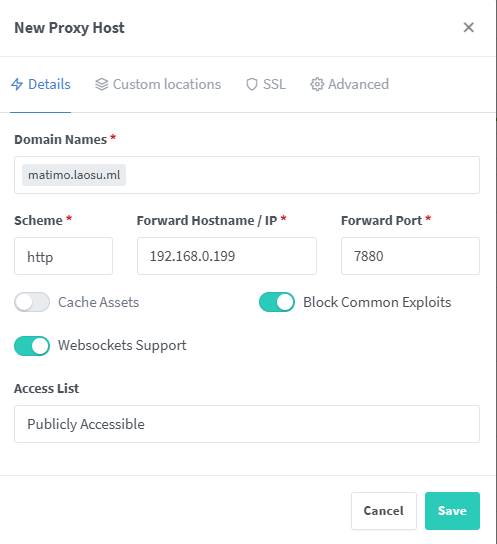 New Proxy Host ×
Details Custom locations SSL Advanced
Domain Names *
matimo.laosu.ml
Scheme * Forward Hostname / IP * Forward Port *
http 192.168.0.199 7880
Cache Assets Block Common Exploits
Websockets Support
Access List
Publicly Accessible
Cancel Save